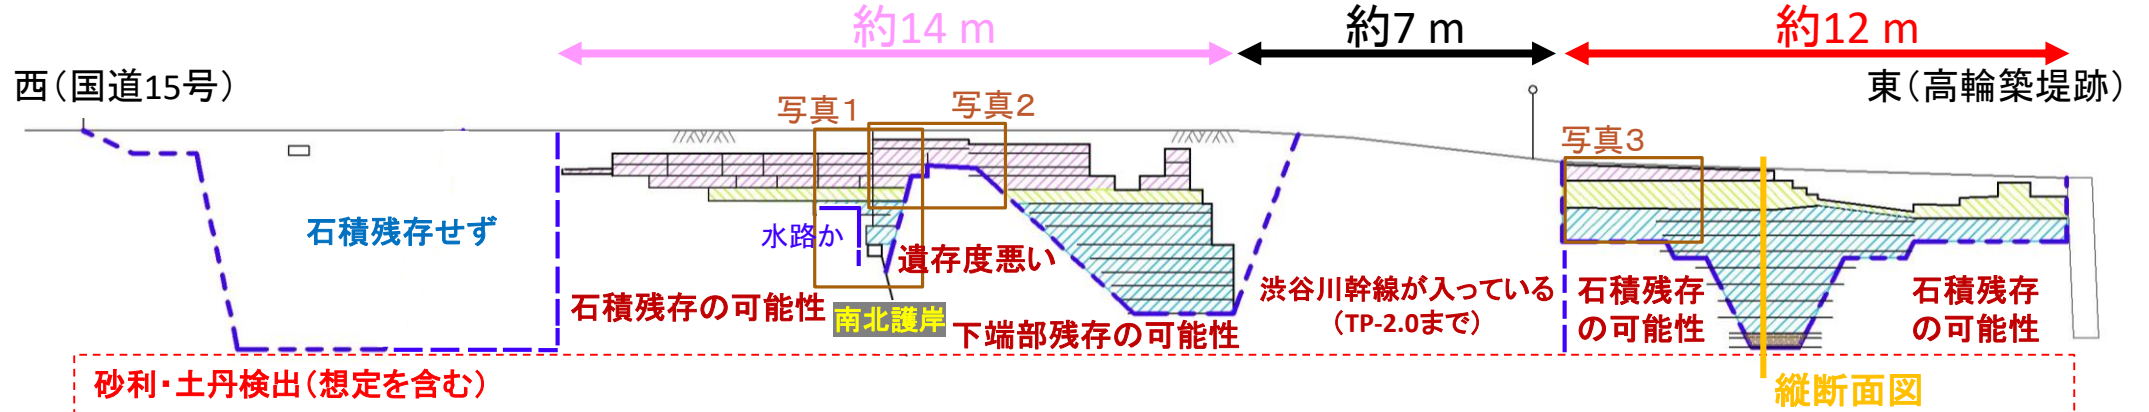 約14 m
約7 m
約12 m
西（国道15号）
東（高輪築堤跡）
写真１
写真２
写真３
石積残存せず
水路か
遺存度悪い
石積残存の可能性
南北護岸
下端部残存の可能性
渋谷川幹線が入っている
（TP-2.0まで）
石積残存
の可能性
石積残存
の可能性
砂利・土丹検出（想定を含む）
縦断面図